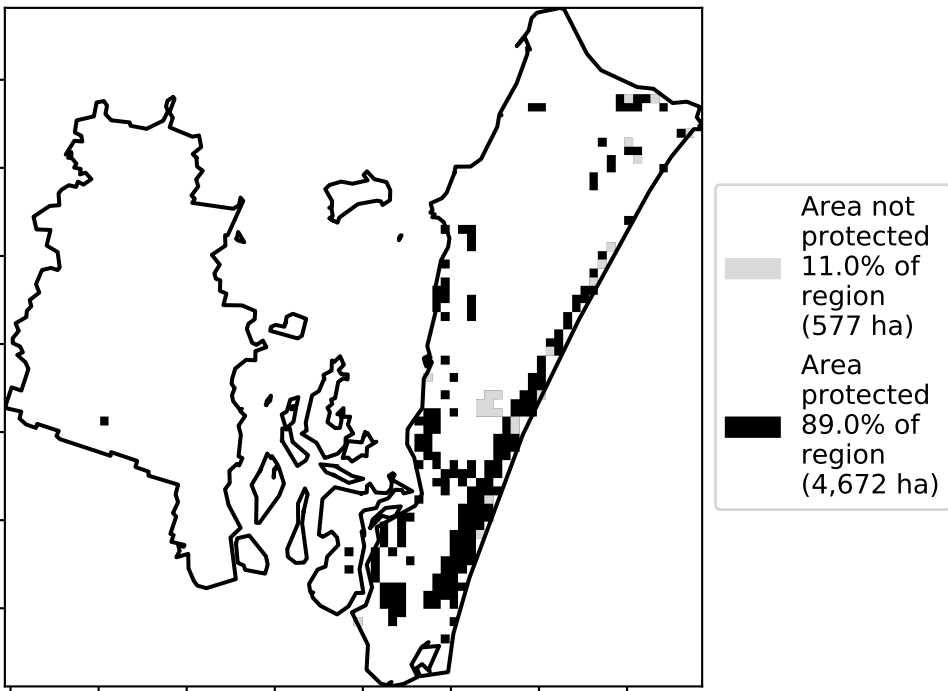 Area not
protected
11.0% of
region
(577 ha)
Area
protected
89.0% of
region
(4,672 ha)